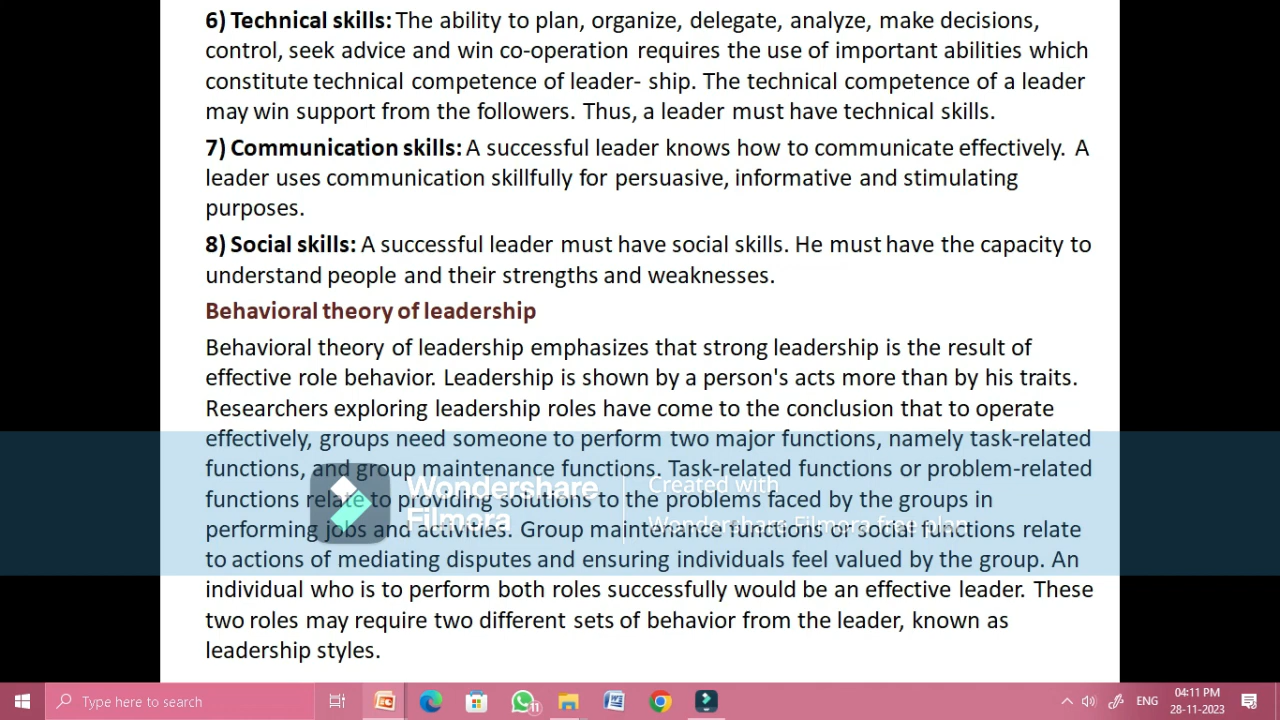 6) Technical skills: The ability to plan, organize, delegate, analyze, make decisions,
control, seek advice and win co-operation requires the use of important abilities which
constitute technical competence of leader- ship. The technical competence of a leader
may win support from the followers. Thus, a leader must have technical skills.
7) Communication skills: A successful leader knows how to communicate effectively. A
leader uses communication skillfully for persuasive, informative and stimulating
purposes.
8) Social skills: A successful leader must have social skills. He must have the capacity to
understand people and their strengths and weaknesses.
Behavioral theory of leadership
Behavioral theory of leadership emphasizes that strong leadership is the result of
effective role behavior. Leadership is shown by a person's acts more than by his traits.
Researchers exploring leadership roles have come to the conclusion that to operate
effectively, groups need someone to perform two major functions, namely task-related
functions, and group maintenance functions. Task-related functions or problem-related
functions relate to providing solutions to the problems faced by the groups in
performing jobs and activities. Group maintenance functions or social functions relate
to actions of mediating disputes and ensuring individuals feel valued by the group. An
individual who is to perform both roles successfully would be an effective leader. These
two roles may require two different sets of behavior from the leader, known as
leadership styles.
Wondershare
Filmora
Created with
Wondershare Filmora free plan
Type here to search
11
ENG
04:11 PM
28-11-2023